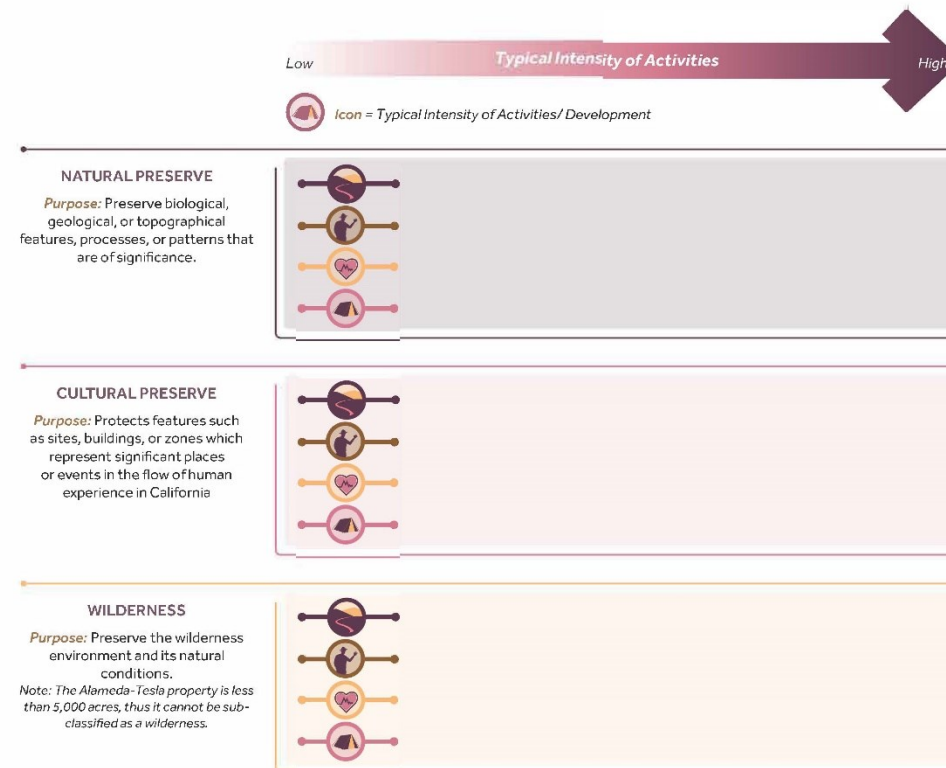 Typical Intensity of Activities
Low
High
Icon = Typical Intensity of Activities/ Development
NATURAL PRESERVE
Purpose: Preserve biological,
geological, or topographical
features, processes, or patterns that
are of significance.
CULTURAL PRESERVE
Purpose: Protects features such
as sites, buildings, or zones which
represent significant places
or events in the flow of human
experience in California
WILDERNESS
Purpose: Preserve the wilderness
environment and its natural
conditions.
Note: The Alameda-Tesla property is less
than 5,000 acres, thus it cannot be sub-
classified as a wilderness.